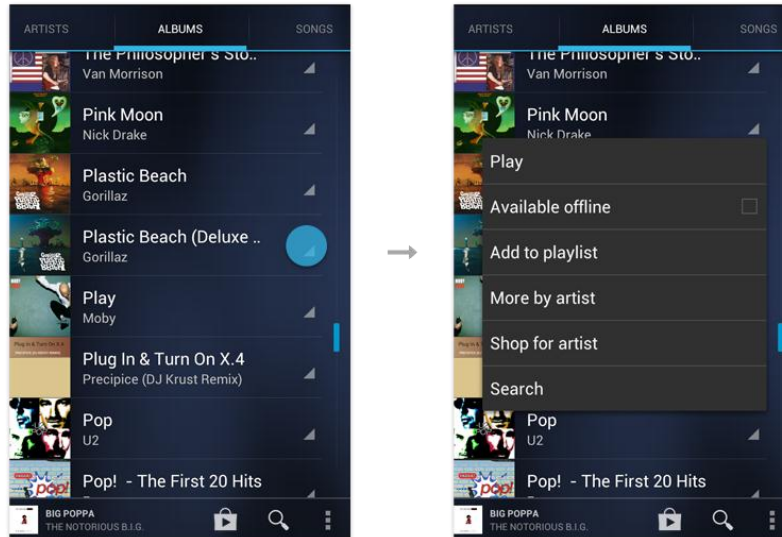 ARTISTS ALBUMS SONGS
The Philosopher's Sto..
Van Morrison
Pink Moon
Nick Drake
Plastic Beach
Gorillaz
Plastic Beach (Deluxe ..
Gorillaz
Play
Moby
Plug In & Turn On X.4
Precipice (DJ Krust Remix)
Pop
U2
Pop! - The First 20 Hits
BIG POPPA
THE NOTORIOUS B.I.G.
ARTISTS ALBUMS SONGS
The Philosopher's Sto..
Van Morrison
Pink Moon
Nick Drake
Play
Available offline
Add to playlist
More by artist
Shop for artist
Search
Pop
U2
Pop! - The First 20 Hits
BIG POPPA
THE NOTORIOUS B.I.G.